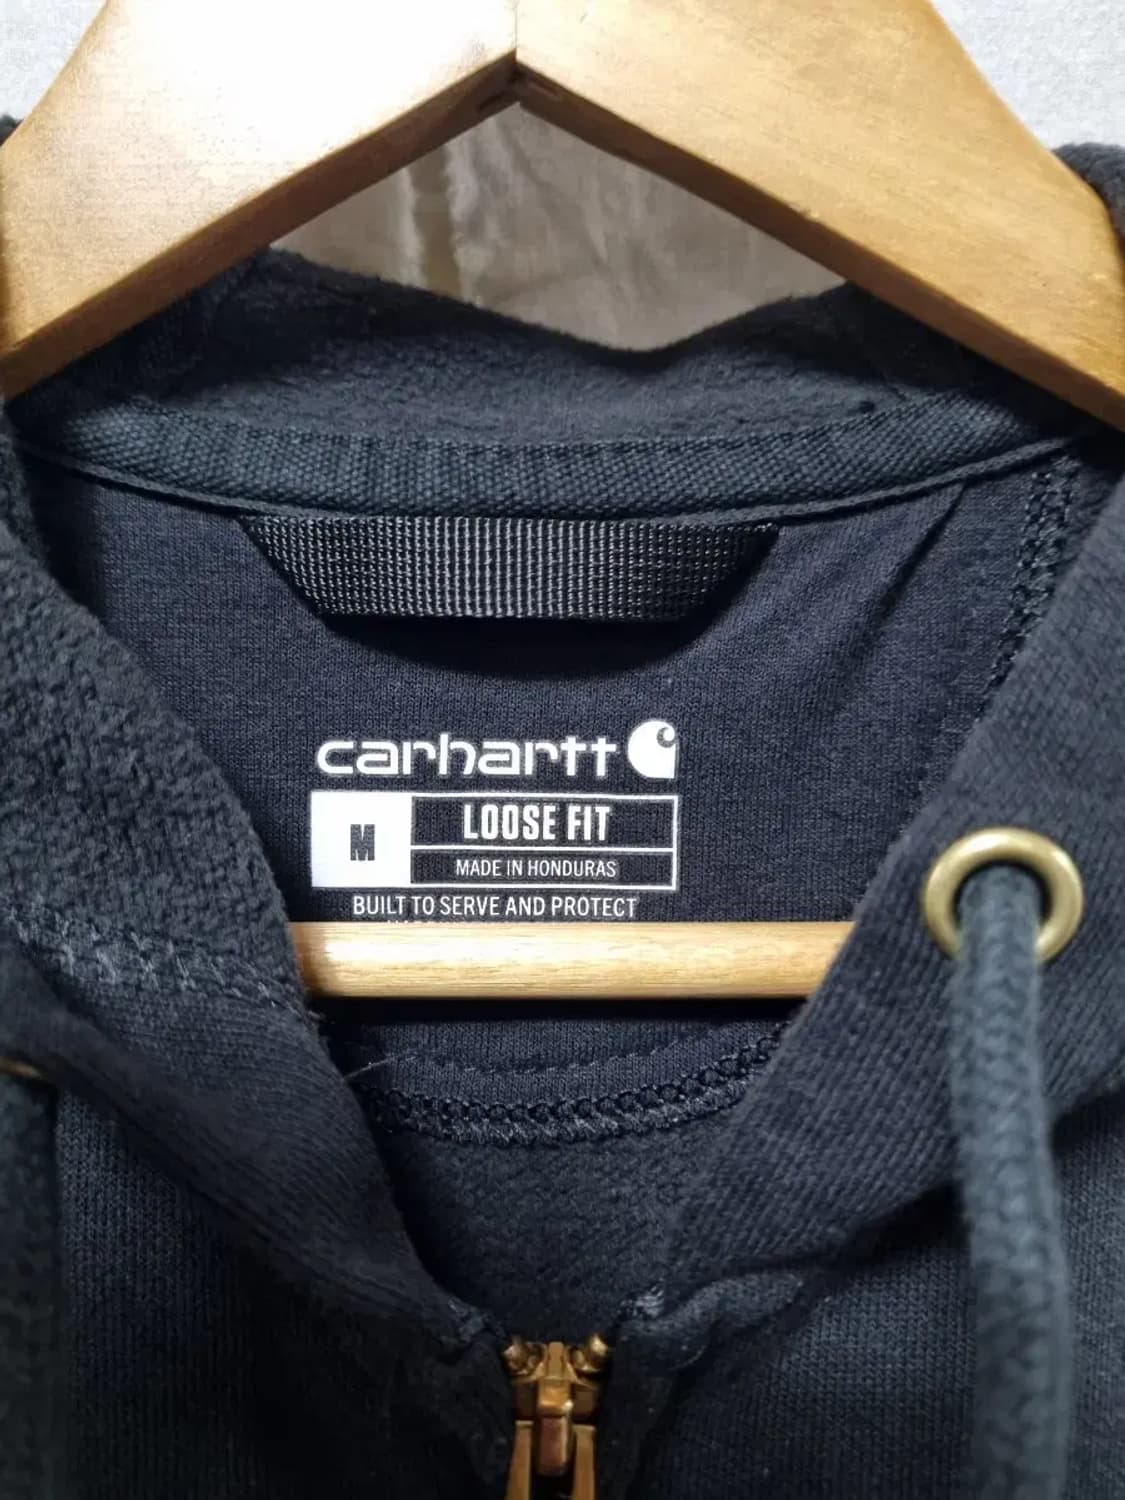 carhartt
M
LOOSE FIT
MADE IN HONDURAS
BUILT TO SERVE AND PROTECT